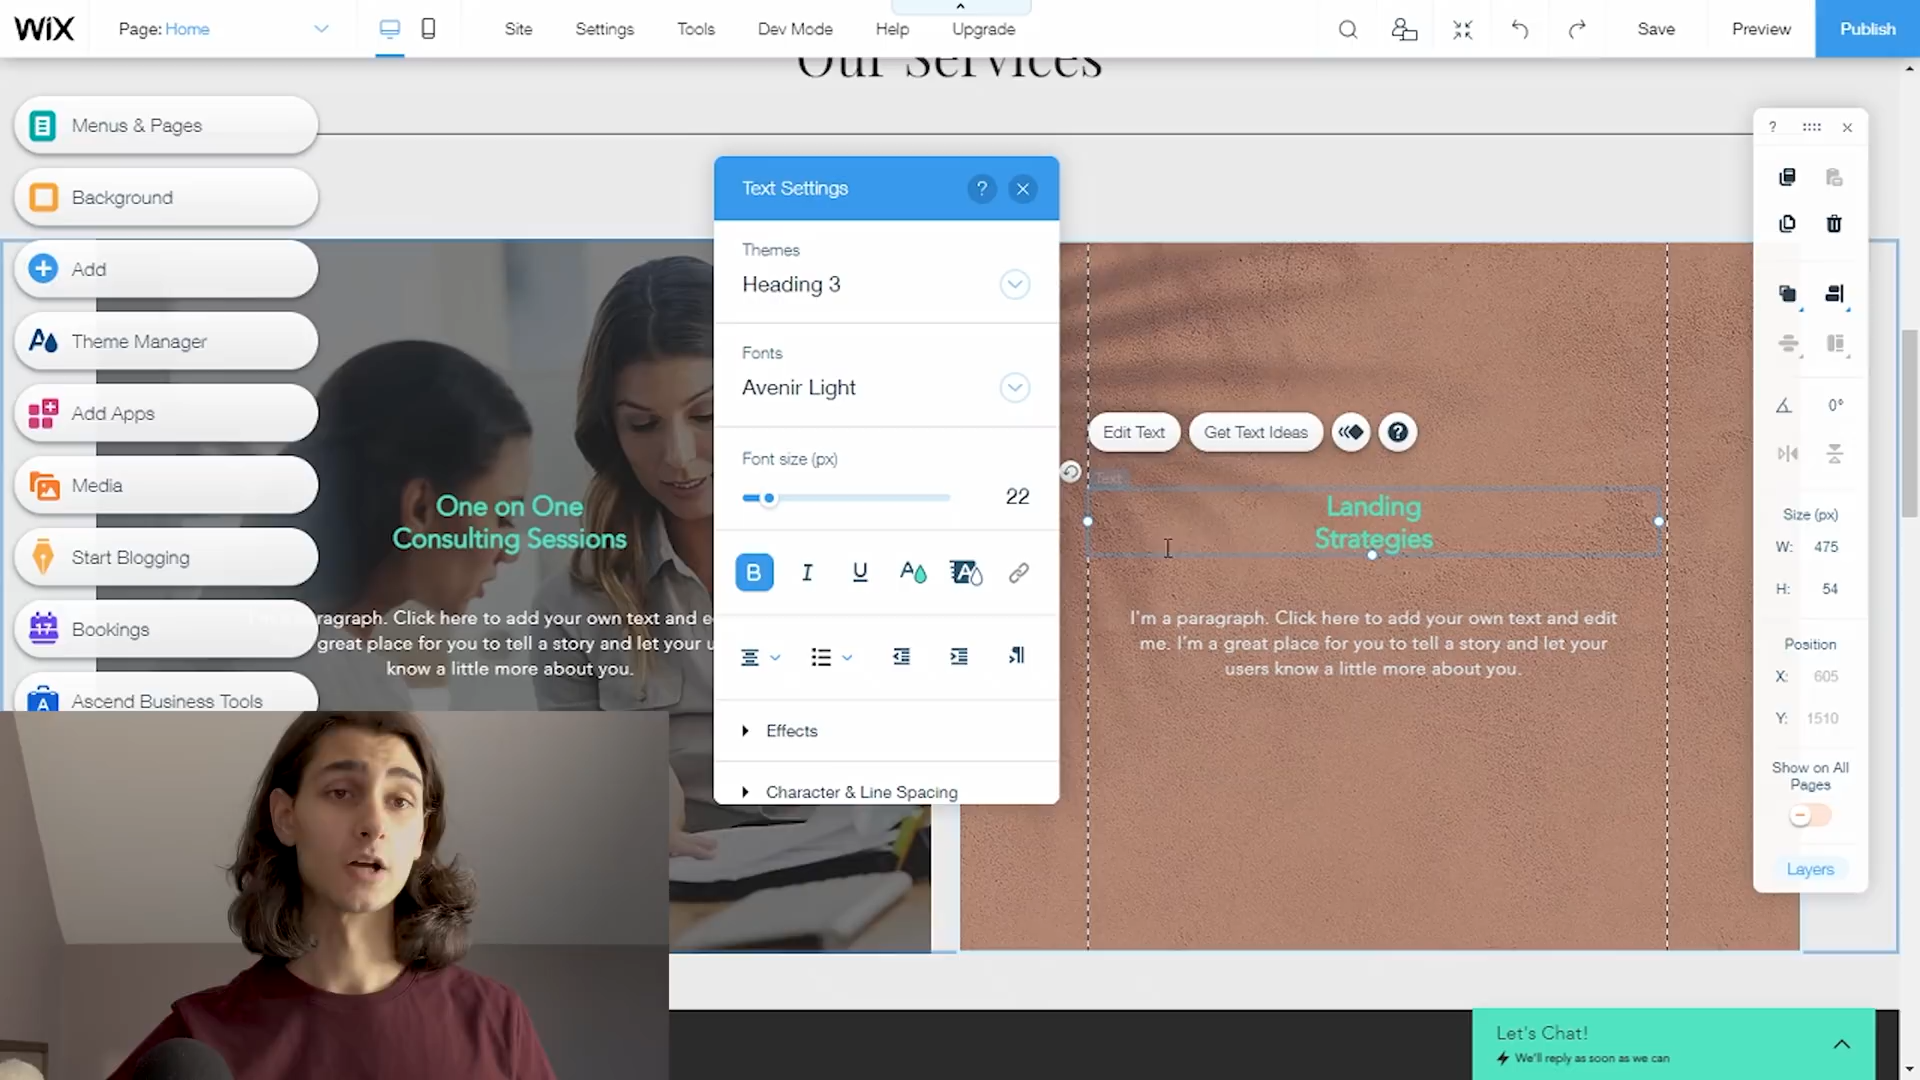 WIX
Page: Home
Site
Settings
Tools
Dev Mode
Help
Upgrade
Save
Preview
Publish
Our Services
Menus & Pages
Background
Add
Theme Manager
Add Apps
Media
Start Blogging
17
Bookings
A
Ascend Business Tools
One on One
Consulting Sessions
ragraph. Click here to add your own text and e
great place for you to tell a story and let your u
know a little more about you.
Text Settings
?
Themes
Heading 3
Fonts
Avenir Light
Font size (px)
22
B
I
U
A
A
Effects
Character & Line Spacing
Edit Text
Get Text Ideas
?
Text
Landing
Strategies
I'm a paragraph. Click here to add your own text and edit
me. I'm a great place for you to tell a story and let your
users know a little more about you.
?
0°
Size (px)
W: 475
H: 54
Position
X: 605
Y: 1510
Show on All
Pages
Layers
Let's Chat!
We'll reply as soon as we can